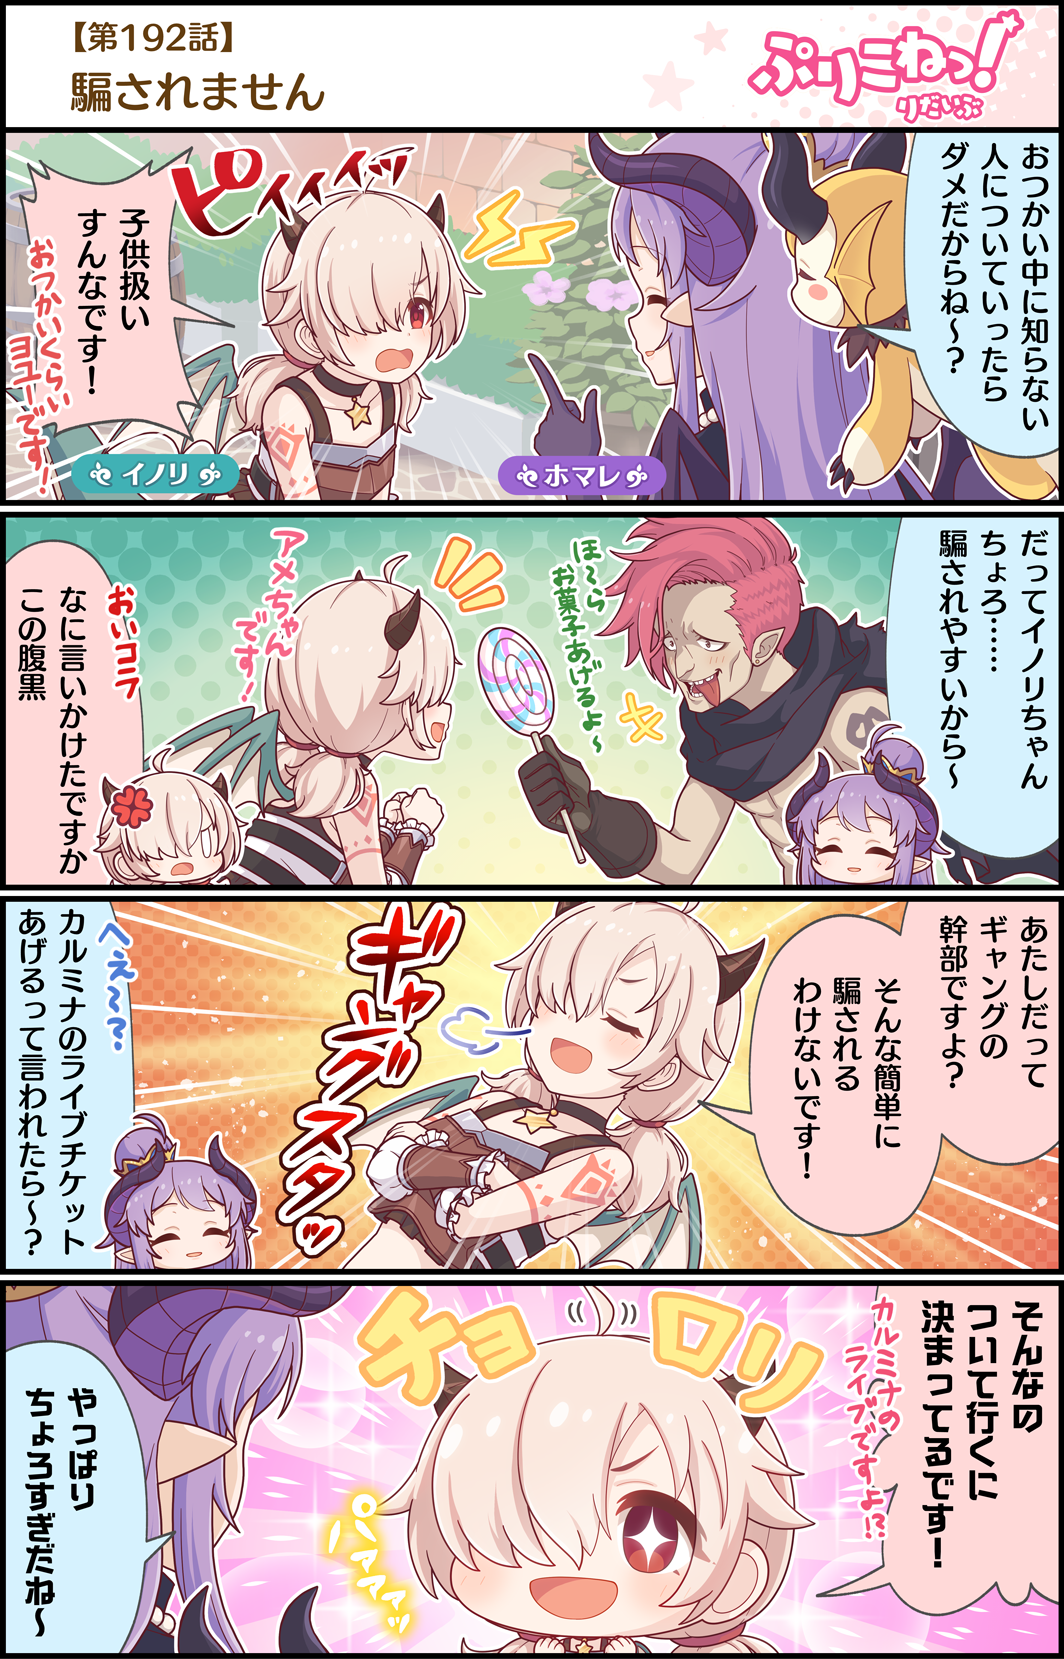 【第192話】
騙されません
ぷりこねっ!
りだいぶ
おつかい中に知らない
人についていったら
ダメだからね～?
ピィイィッ
子供扱い
すんなです!
おつかいくらい
ヨユーです!
イノリ
ホマレ
だってイノリちゃん
ちょろ……
騙されやすいから～
ほ～らお菓子あげるよ～
アメちゃん
です!
おいコラ
なに言いかけたですか
この腹黒
あたしだって
ギャングの
幹部ですよ?
そんな簡単に
騙される
わけないです!
ギャングスタッ
へぇ～?
カルミナのライブチケット
あげるって言われたら～?
そんなの
ついて行くに
決まってるです!
カルミナの
ライブですよ!?
チョロリ
パァァァッ
やっぱり
ちょろすぎだね～